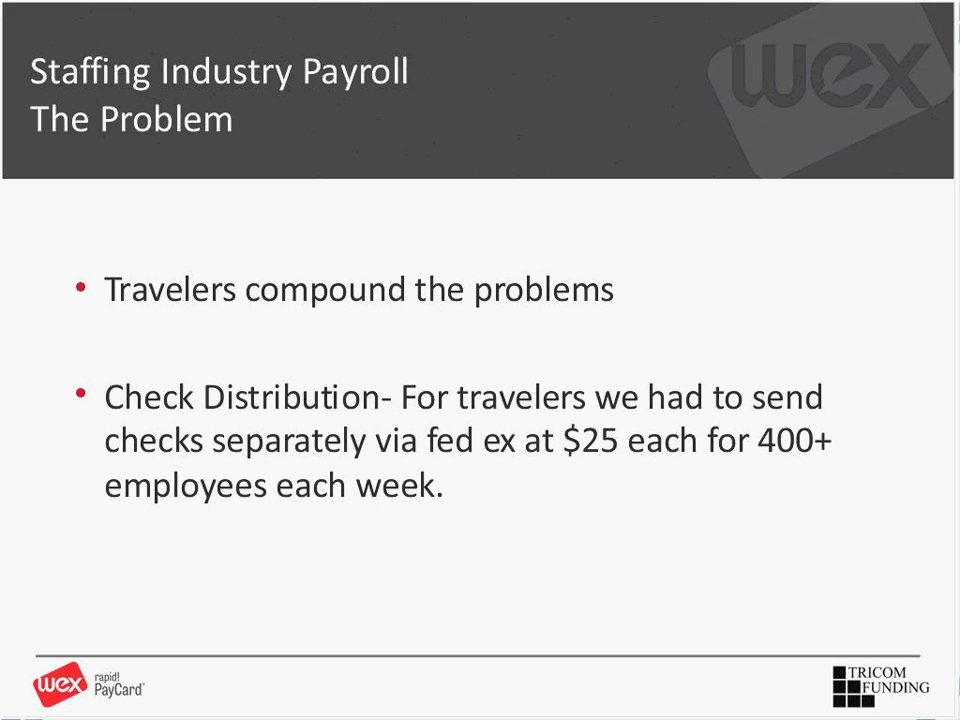 Staffing Industry Payroll
The Problem
wex
• Travelers compound the problems
• Check Distribution- For travelers we had to send
checks separately via fed ex at $25 each for 400+
employees each week.
wex
rapid!
PayCard®
TRICOM
FUNDING